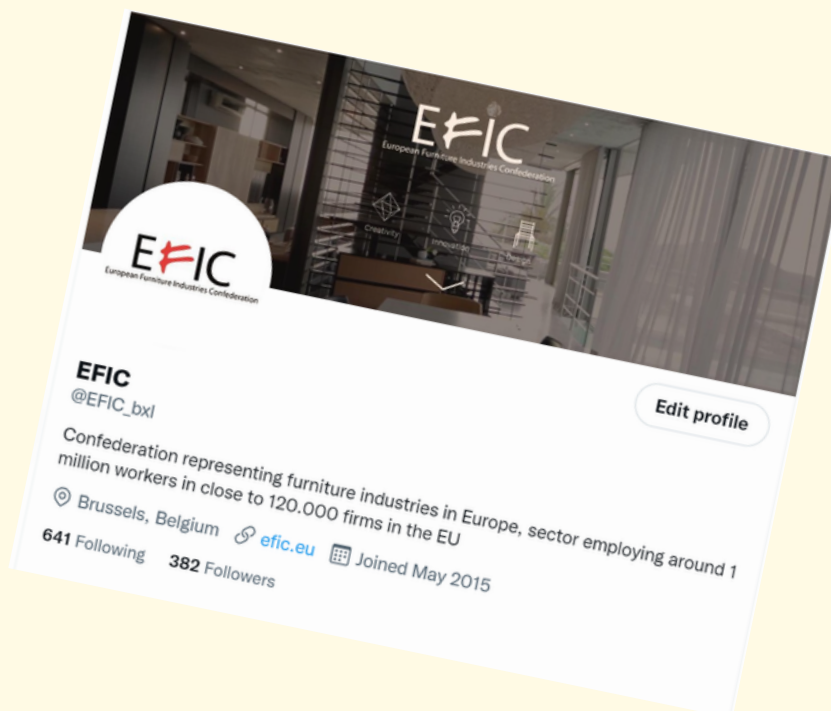 EFIC
European Furniture Industries Confederation
Creativity
Innovation
Design
EFIC
European Furniture Industries Confederation
EFIC
@EFIC_bxl
Edit profile
Confederation representing furniture industries in Europe, sector employing around 1
million workers in close to 120.000 firms in the EU
Brussels, Belgium efic.eu Joined May 2015
641 Following 382 Followers